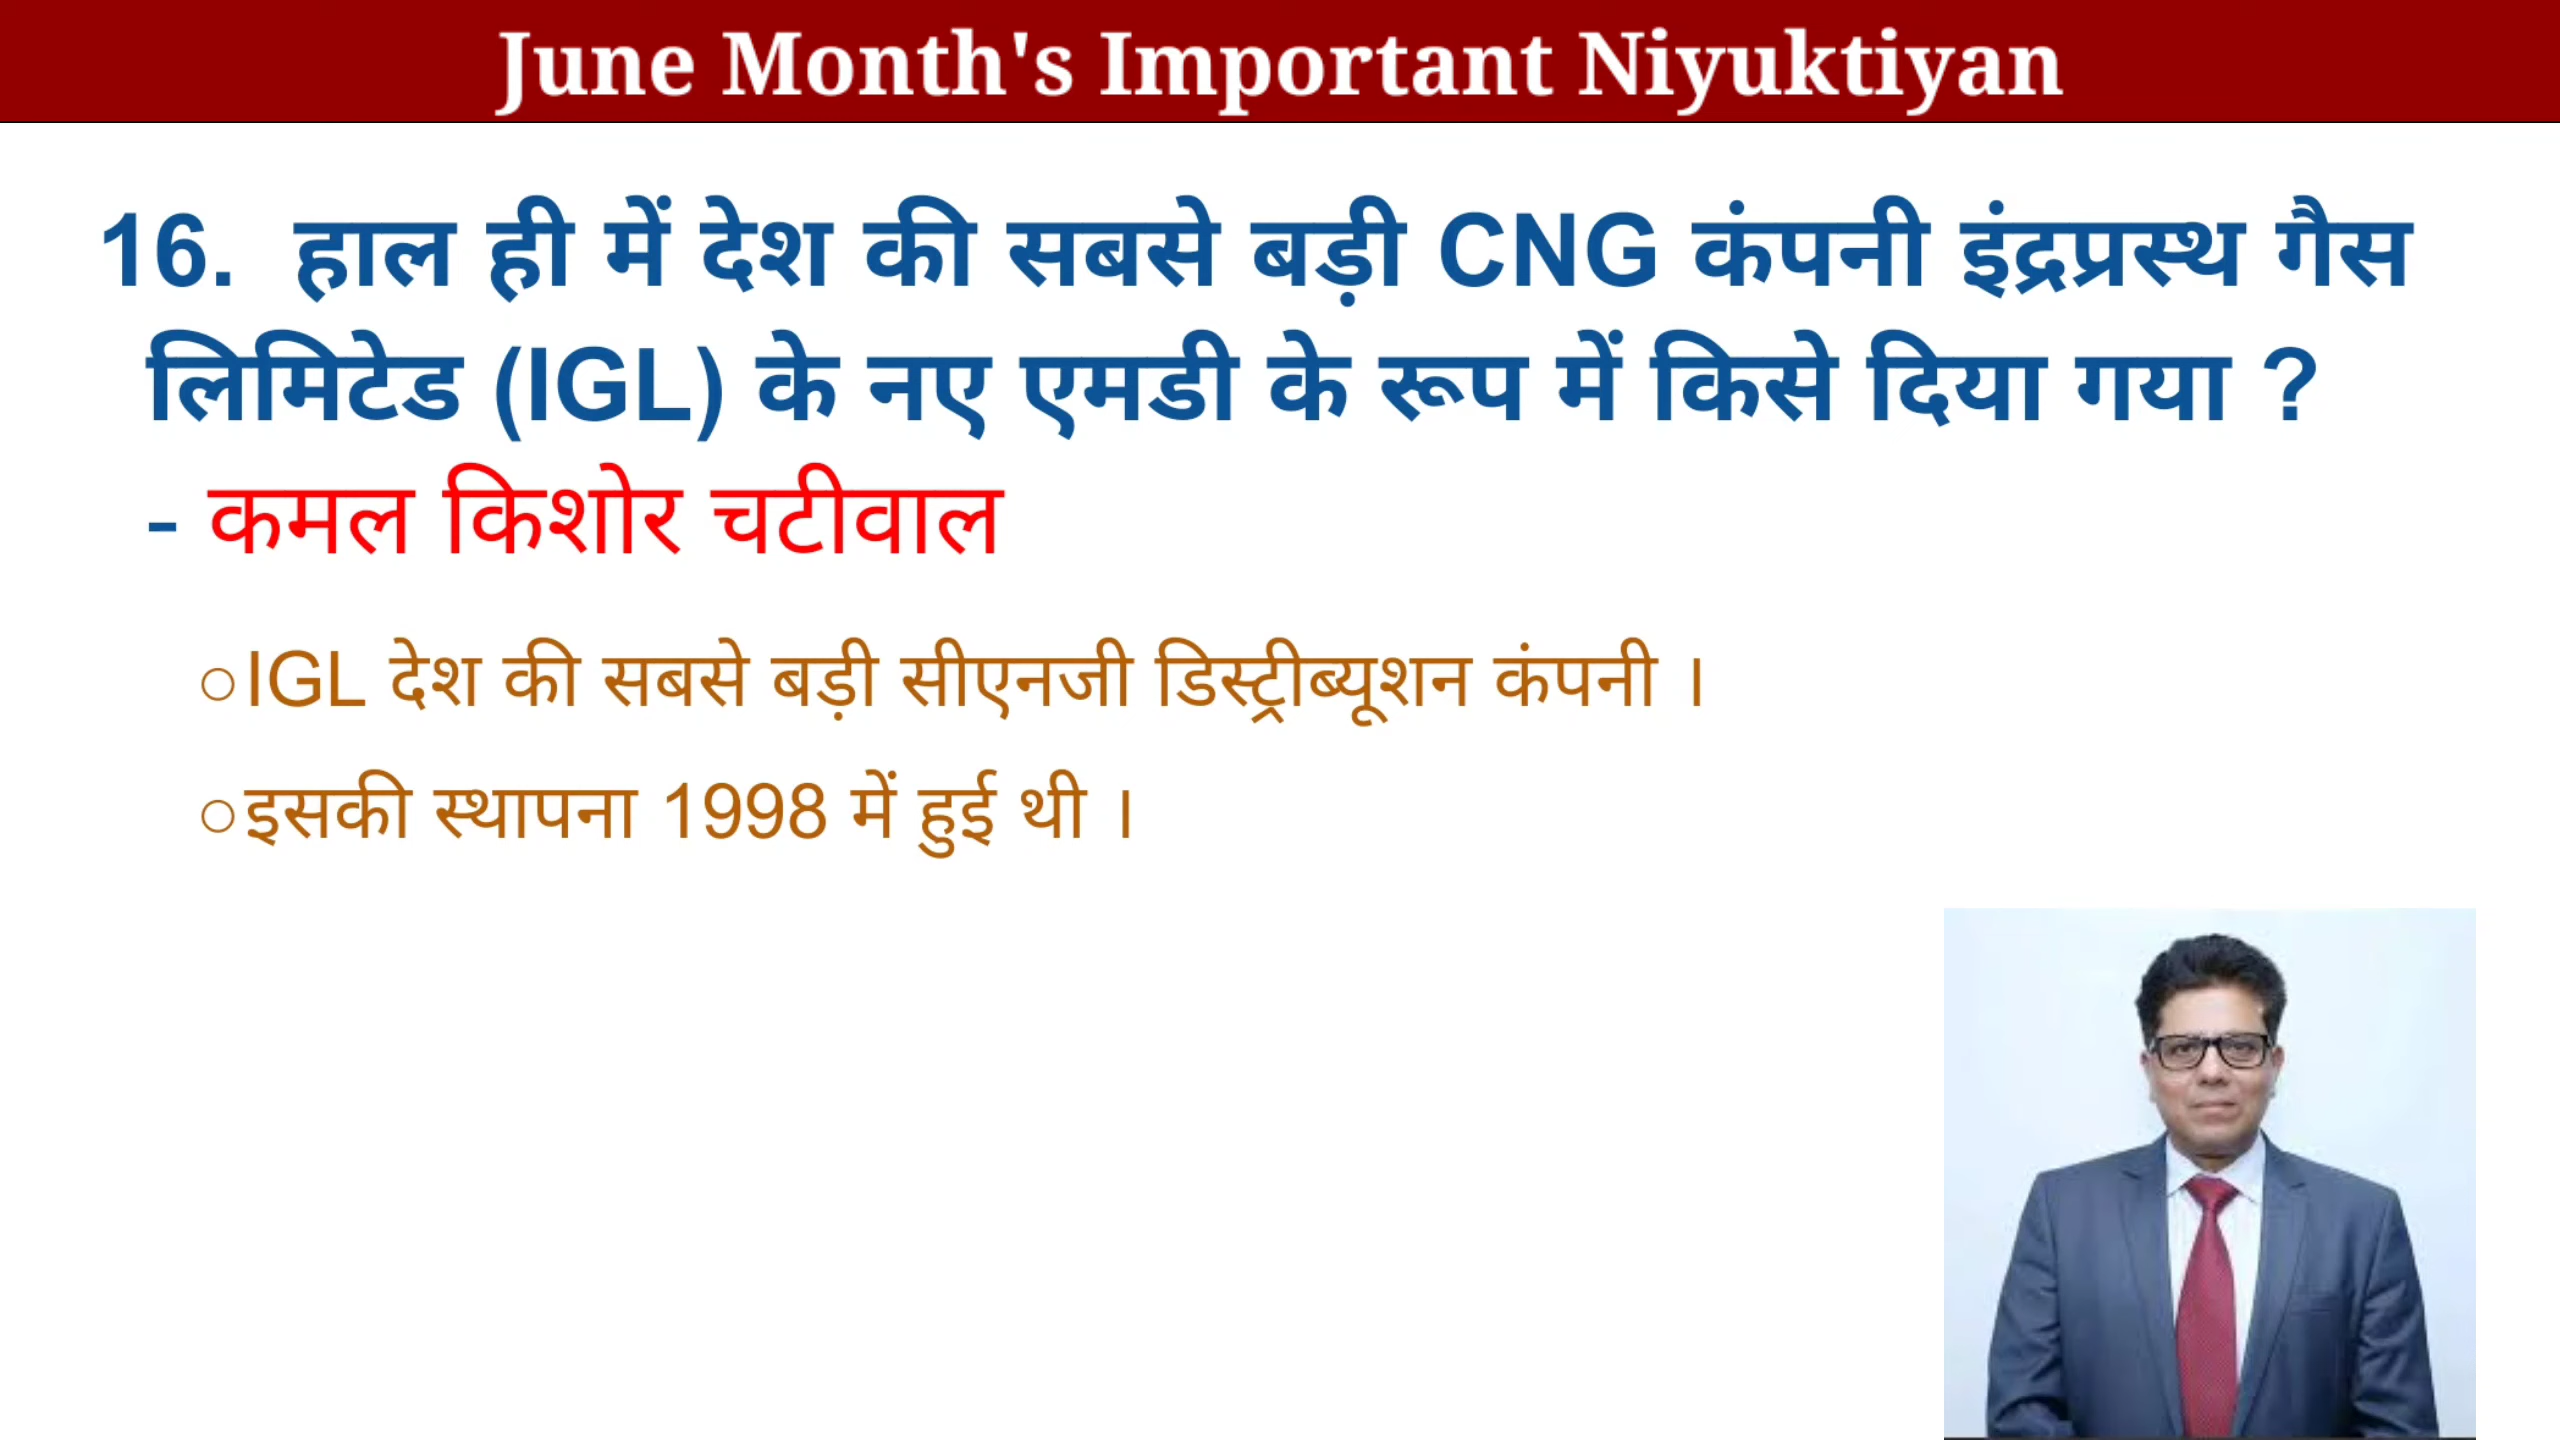 June Month's Important Niyuktiyan
16. हाल ही में देश की सबसे बड़ी CNG कंपनी इंद्रप्रस्थ गैस
लिमिटेड (IGL) के नए एमडी के रूप में किसे दिया गया ?
- कमल किशोर चटीवाल
○IGL देश की सबसे बड़ी सीएनजी डिस्ट्रीब्यूशन कंपनी ।
○इसकी स्थापना 1998 में हुई थी ।